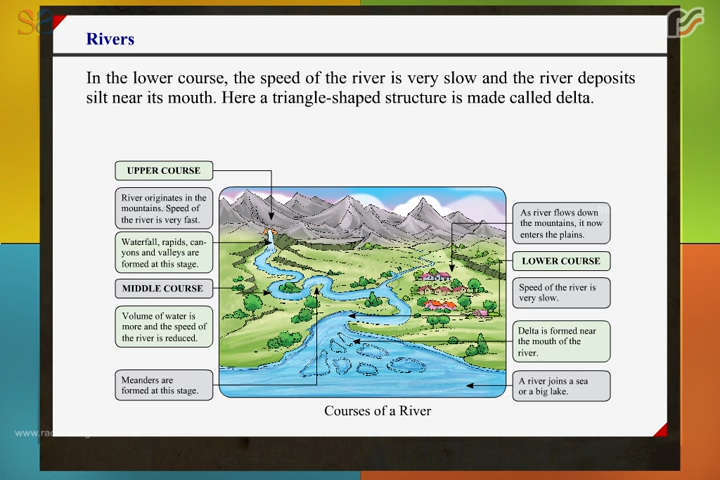 Rivers
In the lower course, the speed of the river is very slow and the river deposits
silt near its mouth. Here a triangle-shaped structure is made called delta.
UPPER COURSE
River originates in the
mountains. Speed of
the river is very fast.
Waterfall, rapids, can-
yons and valleys are
formed at this stage.
MIDDLE COURSE
Volume of water is
more and the speed of
the river is reduced.
Meanders are
formed at this stage.
As river flows down
the mountains, it now
enters the plains.
LOWER COURSE
Speed of the river is
very slow.
Delta is formed near
the mouth of the
river.
A river joins a sea
or a big lake.
Courses of a River